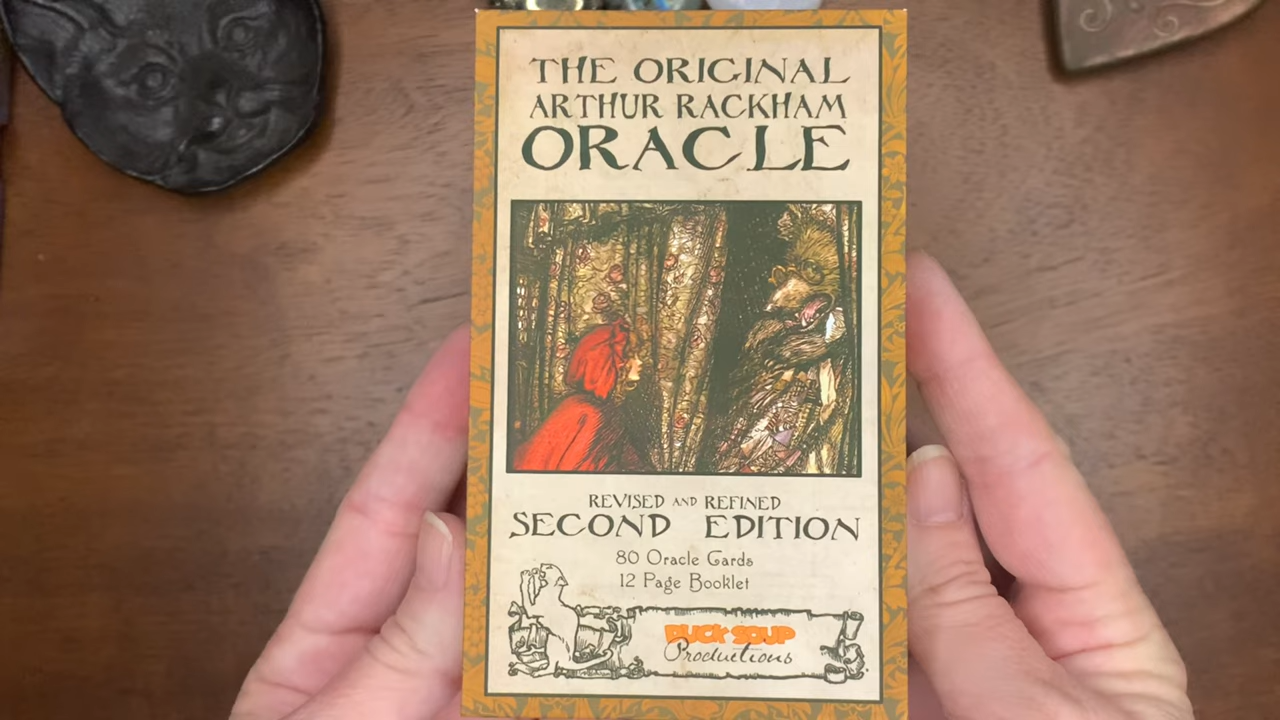 THE ORIGINAL
ARTHUR RACKHAM
ORACLE
REVISED AND REFINED
SECOND EDITION
80 Oracle Cards
12 Page Booklet
DUCK SOUP
Productions